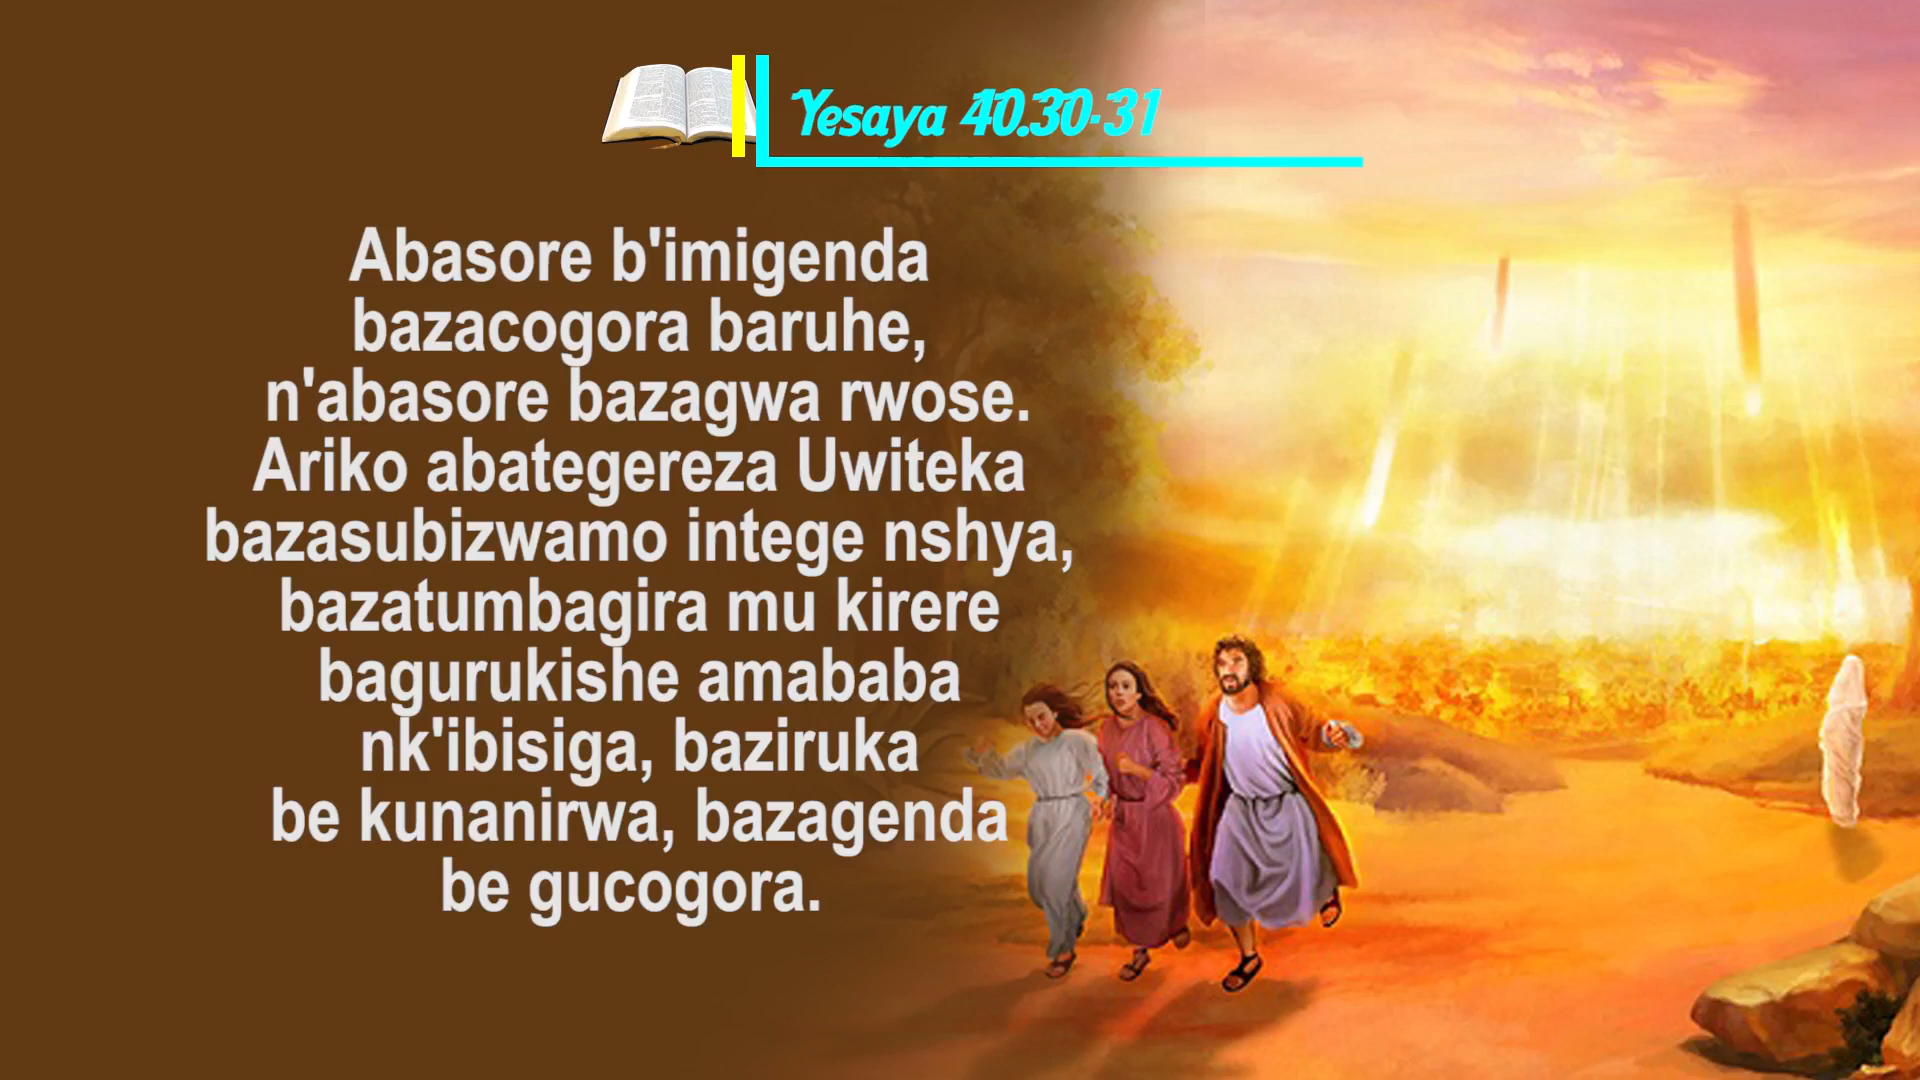 Yesaya 40.30-31
Abasore b'imigenda
bazacogora baruhe,
n'abasore bazagwa rwose.
Ariko abategereza Uwiteka
bazasubizwamo intege nshya,
bazatumbagira mu kirere
bagurukishe amababa
nk'ibisiga, baziruka
be kunanirwa, bazagenda
be gucogora.